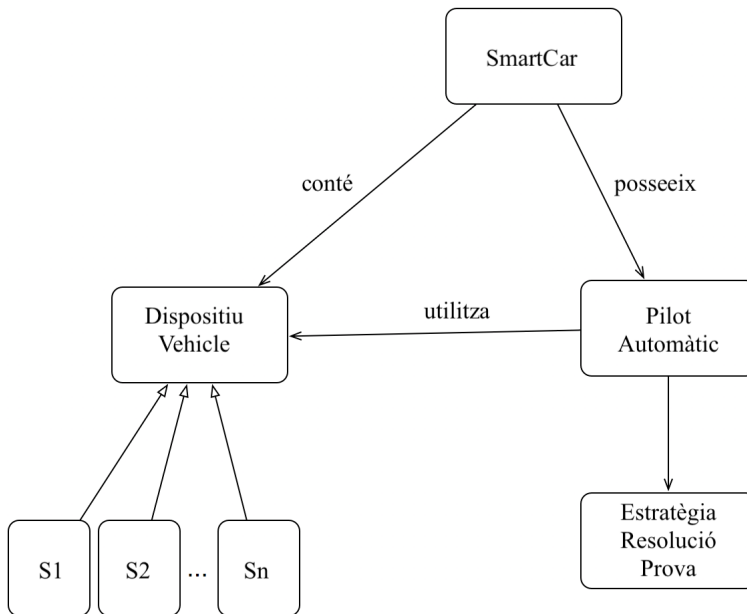 SmartCar
conté
posseeix
Dispositiu
Vehicle
utilitza
Pilot
Automàtic
Estratègia
Resolució
Prova
S1
S2
...
Sn